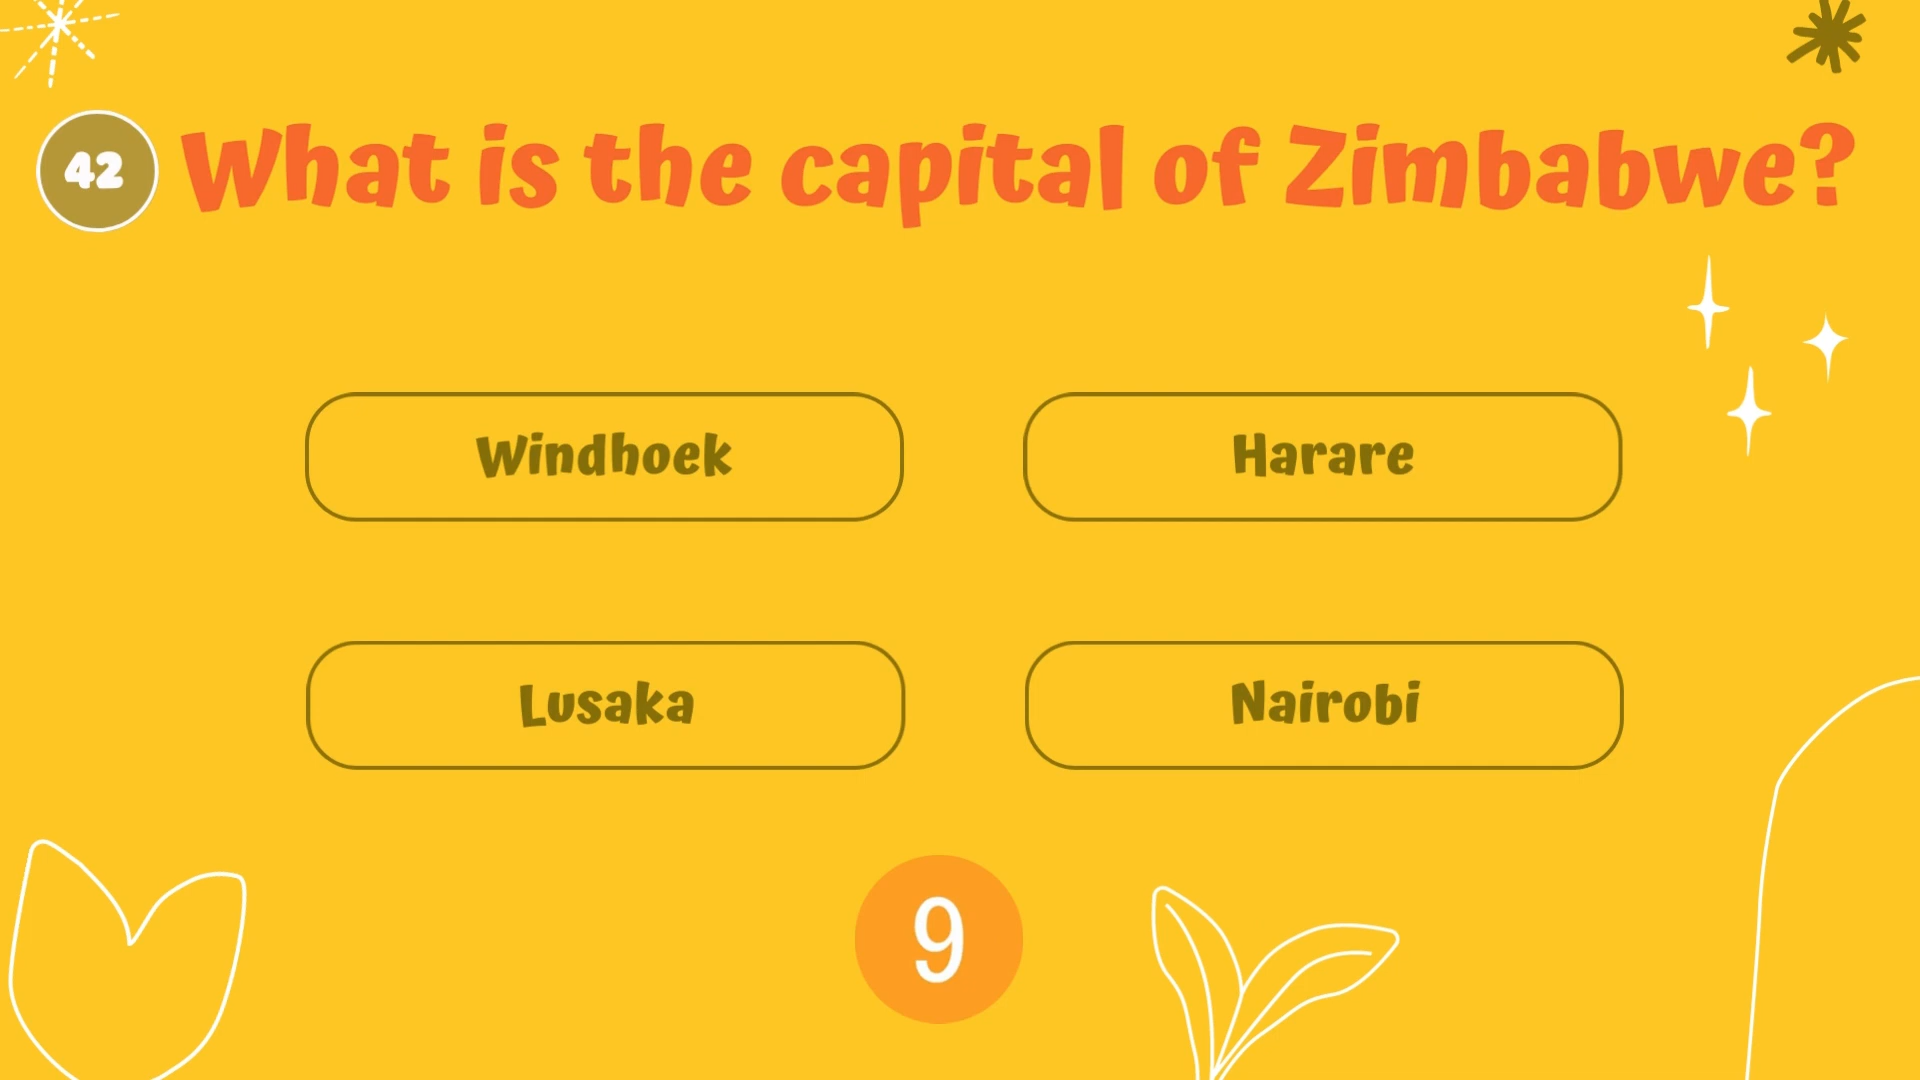 42 What is the capital of Zimbabwe?
Windhoek
Harare
Lusaka
Nairobi
9